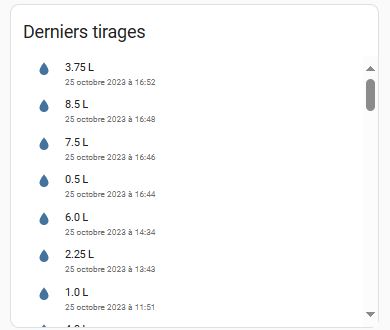 Derniers tirages
3.75 L
25 octobre 2023 à 16:52
8.5 L
25 octobre 2023 à 16:48
7.5 L
25 octobre 2023 à 16:46
0.5 L
25 octobre 2023 à 16:44
6.0 L
25 octobre 2023 à 14:34
2.25 L
25 octobre 2023 à 13:43
1.0 L
25 octobre 2023 à 11:51